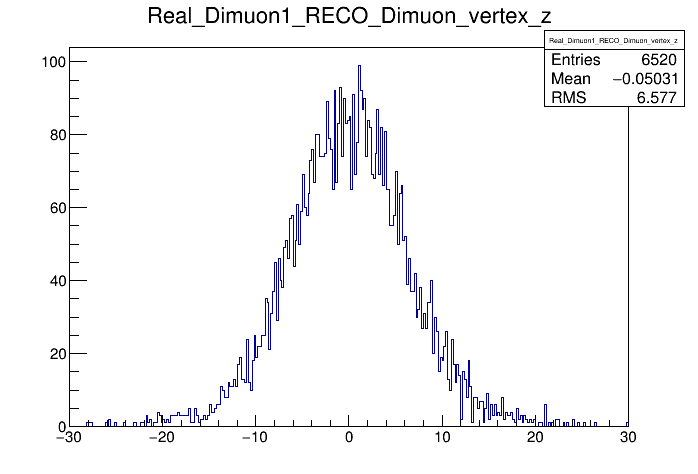 Real_Dimuon1_RECO_Dimuon_vertex_z
Real_Dimuon1_RECO_Dimuon_vertex_z
Entries 6520
Mean −0.05031
RMS 6.577
100
80
60
40
20
0
−30 −20 −10 0 10 20 30